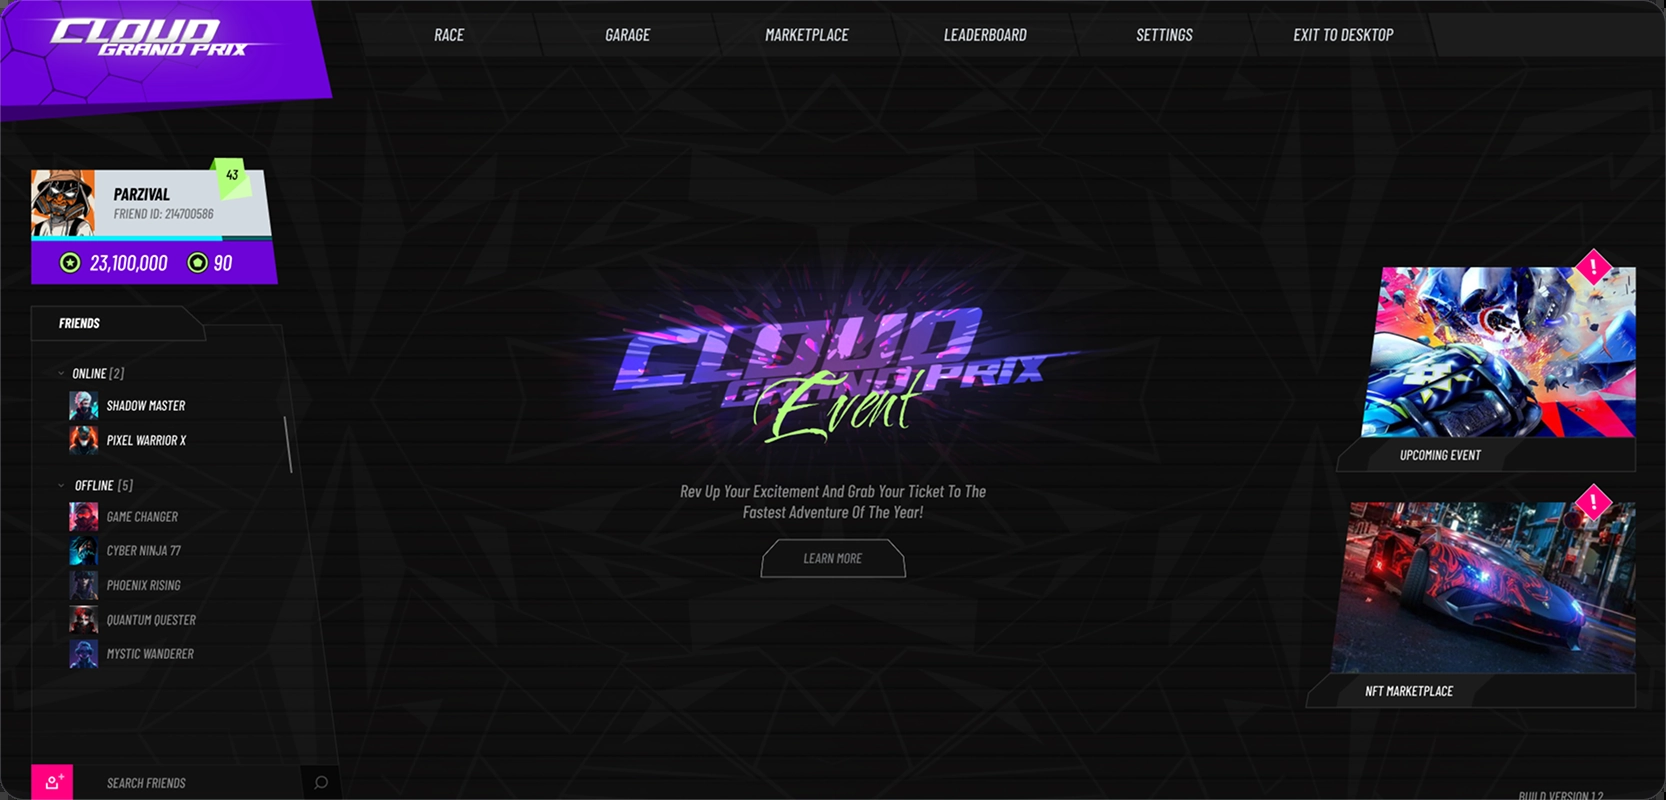 CLOUD
GRAND PRIX
RACE
GARAGE
MARKETPLACE
LEADERBOARD
SETTINGS
EXIT TO DESKTOP
43
PARZIVAL
FRIEND ID: 214700586
23,100,000
90
FRIENDS
ONLINE [2]
SHADOW MASTER
PIXEL WARRIOR X
OFFLINE [5]
GAME CHANGER
CYBER NINJA 77
PHOENIX RISING
QUANTUM QUESTER
MYSTIC WANDERER
SEARCH FRIENDS
CLOUD
GRAND PRIX
Event
Rev Up Your Excitement And Grab Your Ticket To The
Fastest Adventure Of The Year!
LEARN MORE
!
UPCOMING EVENT
!
NFT MARKETPLACE
BUILD VERSION 1.2